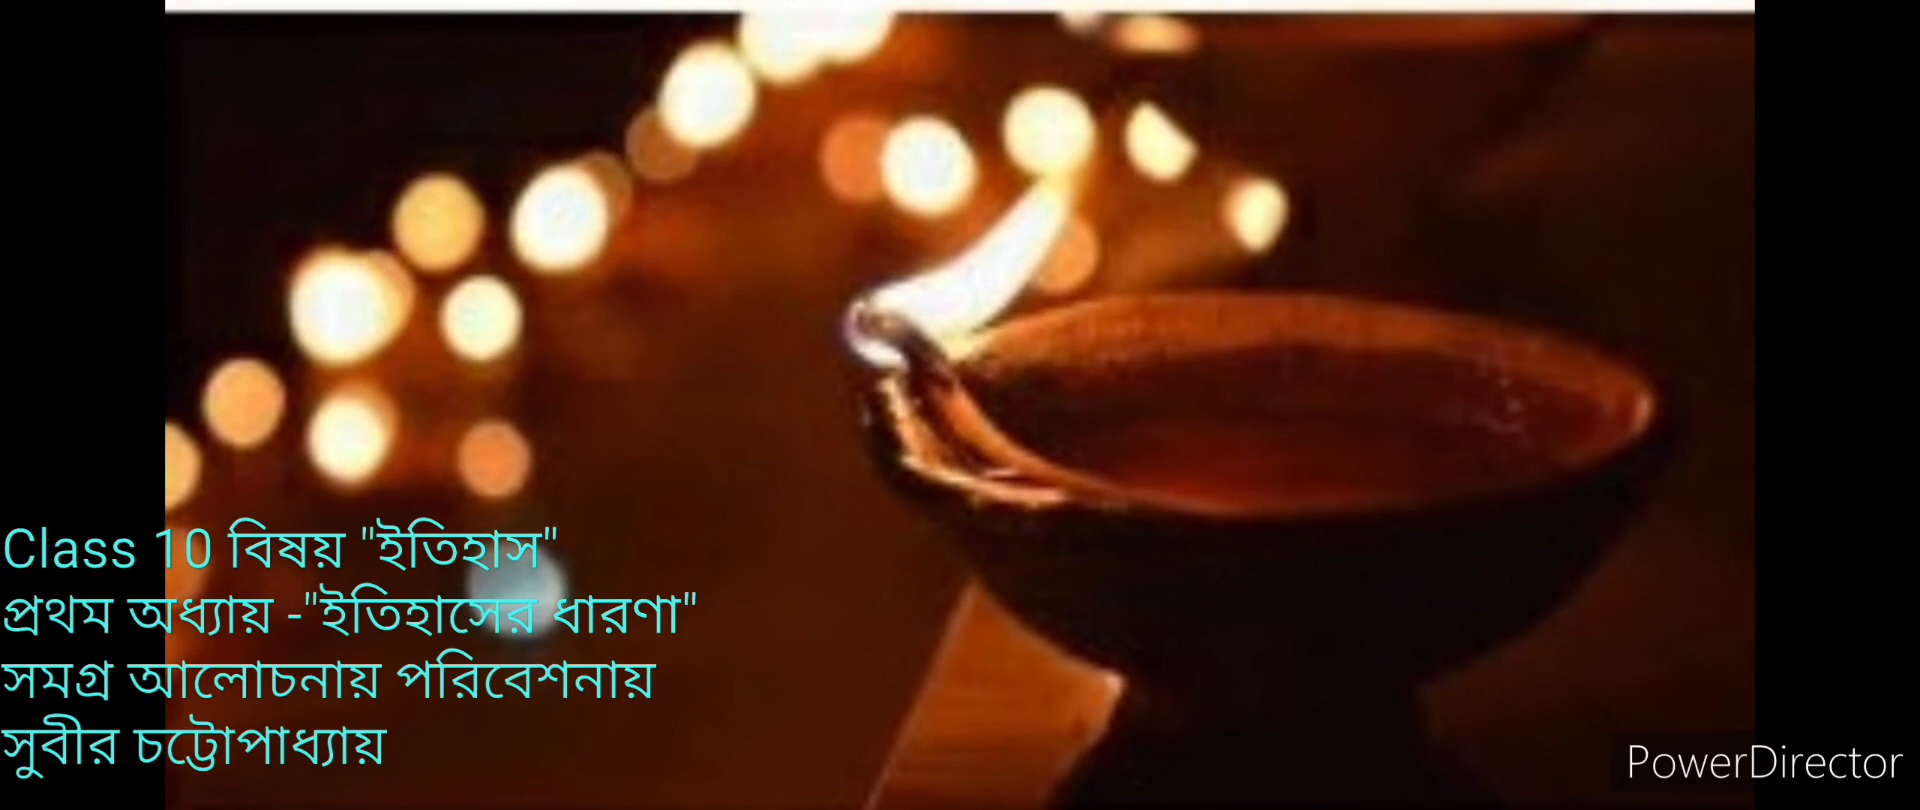 Class 10 বিষয় "ইতিহাস"
প্রথম অধ্যায় -"ইতিহাসের ধারণা"
সমগ্র আলোচনায় পরিবেশনায়
সুবীর চট্টোপাধ্যায়
PowerDirector